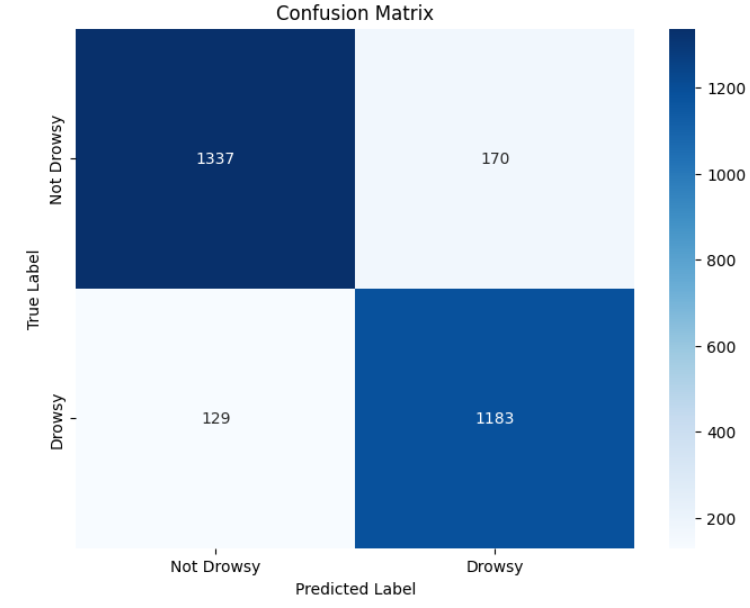 Confusion Matrix
True Label
Not Drowsy
1337
170
Drowsy
129
1183
Not Drowsy
Drowsy
Predicted Label
1200
1000
800
600
400
200